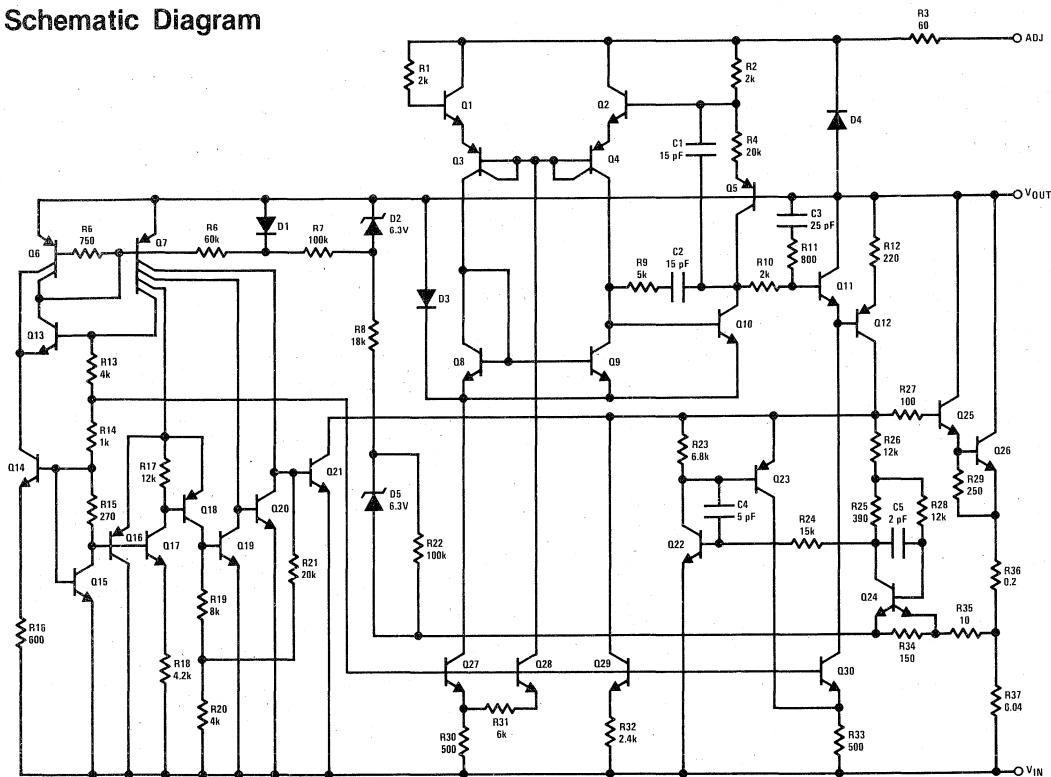 Schematic Diagram
R3
60
ADJ
R1
2k
Q1
Q2
R2
2k
C1
15 pF
R4
20k
D4
Q3
Q4
Q5
VOUT
Q6
R6
750
Q7
R6
60k
D1
R7
100k
D2
6.3V
C3
25 pF
R11
800
R12
220
D3
R9
5k
C2
15 pF
R10
2k
Q11
Q12
Q13
R8
18k
Q10
R13
4k
Q8
Q9
R27
100
Q25
R14
1k
Q14
R17
12k
Q21
R23
6.8k
Q23
R26
12k
Q26
R29
250
D5
6.3V
R15
270
Q18
Q20
C4
5 pF
R25
390
C5
2 pF
R28
12k
Q16
Q17
Q19
R22
100k
Q22
R24
15k
R21
20k
Q15
R19
8k
Q24
R36
0.2
R16
600
R35
10
R34
150
R18
4.2k
Q27
Q28
Q29
Q30
R20
4k
R31
6k
R37
0.04
R30
500
R32
2.4k
R33
500
VIN